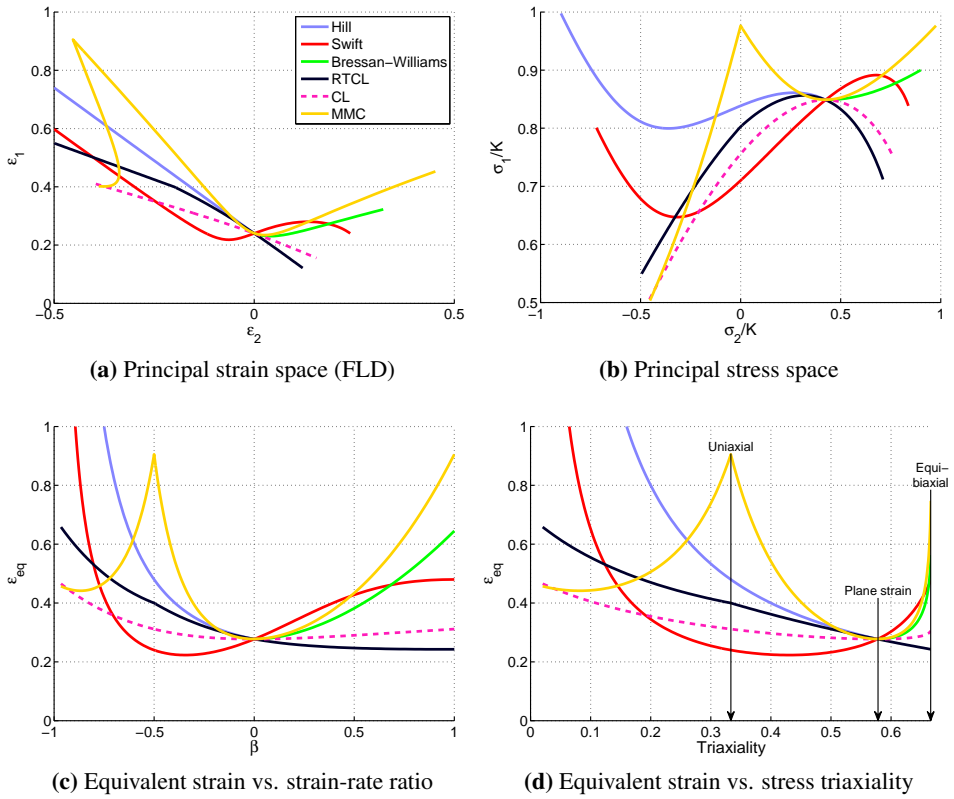 1
0.8
0.6
0.4
0.2
0
−0.5
0
0.5
ε1
ε2
Hill
Swift
Bressan−Williams
RTCL
CL
MMC
(a) Principal strain space (FLD)
1
0.9
0.8
0.7
0.6
0.5
−1
−0.5
0
0.5
1
σ1/K
σ2/K
(b) Principal stress space
1
0.8
0.6
0.4
0.2
0
−1
−0.5
0
0.5
1
εeq
β
(c) Equivalent strain vs. strain-rate ratio
1
0.8
0.6
0.4
0.2
0
0
0.1
0.2
0.3
0.4
0.5
0.6
εeq
Triaxiality
Uniaxial
Equi−
biaxial
Plane strain
(d) Equivalent strain vs. stress triaxiality